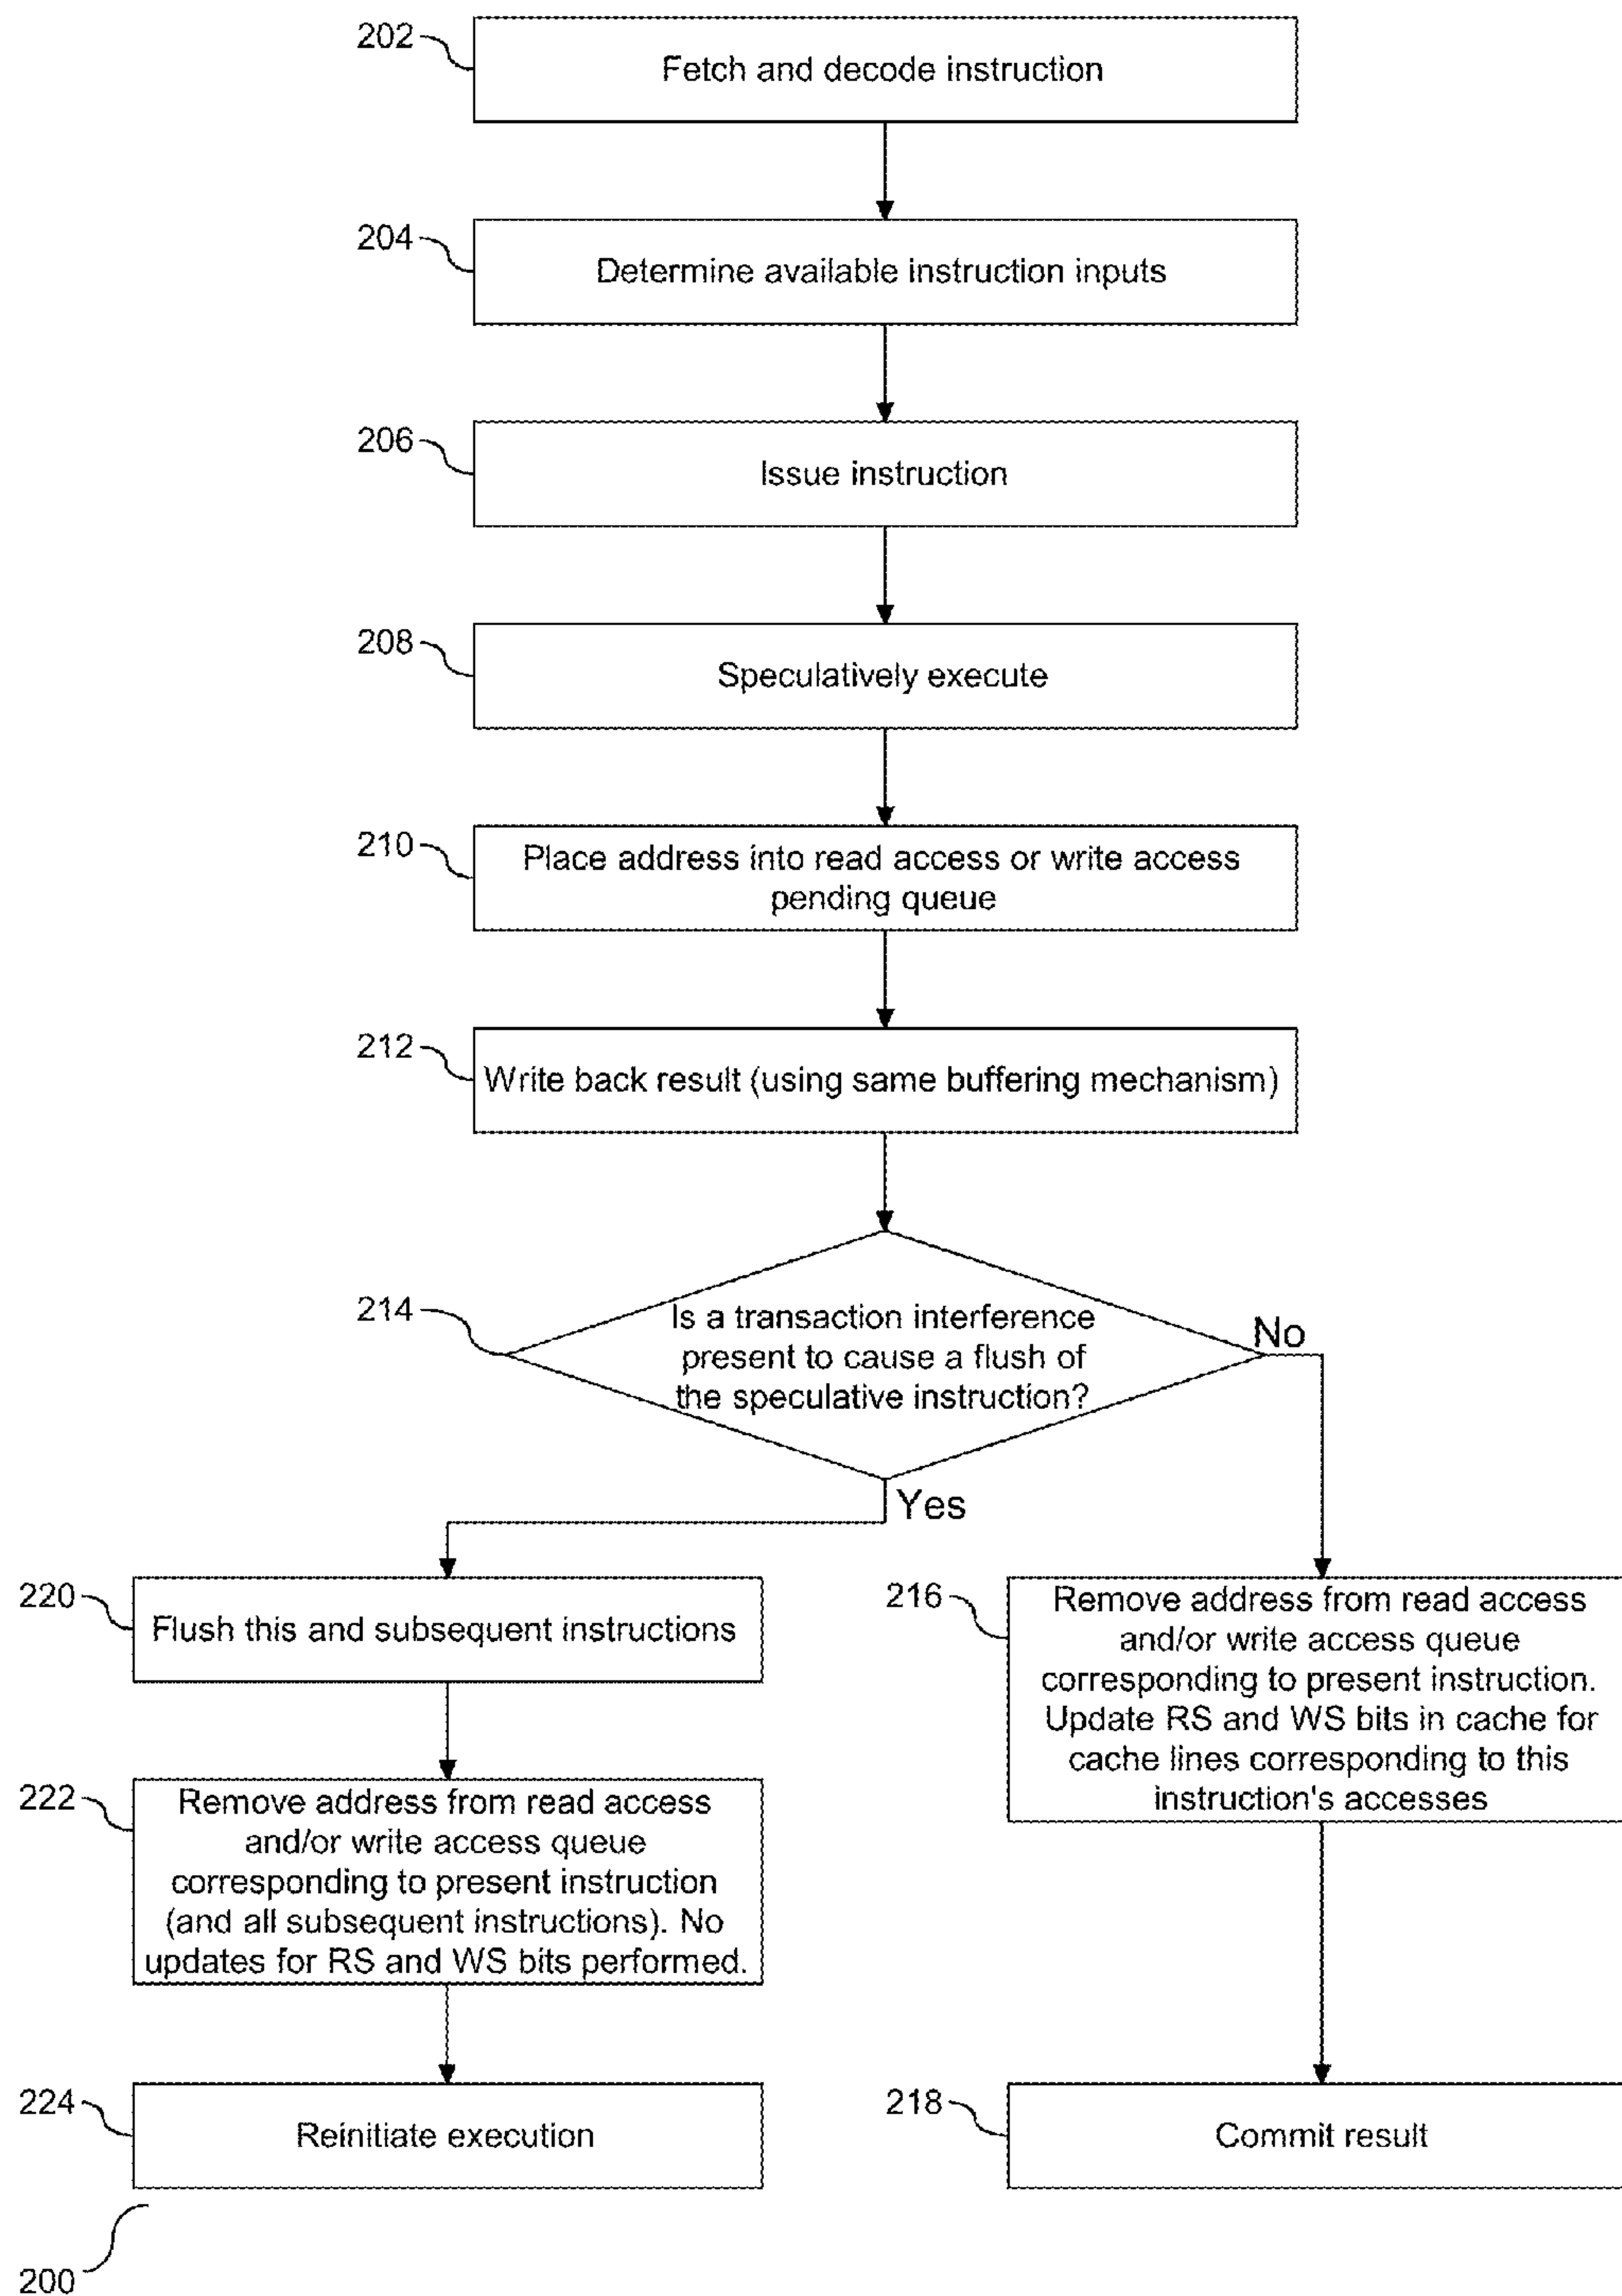 202
Fetch and decode instruction
204
Determine available instruction inputs
206
Issue instruction
208
Speculatively execute
210
Place address into read access or write access
pending queue
212
Write back result (using same buffering mechanism)
214
Is a transaction interference
present to cause a flush of
the speculative instruction?
No
Yes
220
Flush this and subsequent instructions
216
Remove address from read access
and/or write access queue
corresponding to present instruction.
Update RS and WS bits in cache for
cache lines corresponding to this
instruction's accesses
222
Remove address from read access
and/or write access queue
corresponding to present instruction
(and all subsequent instructions). No
updates for RS and WS bits performed.
224
Reinitiate execution
218
Commit result
200